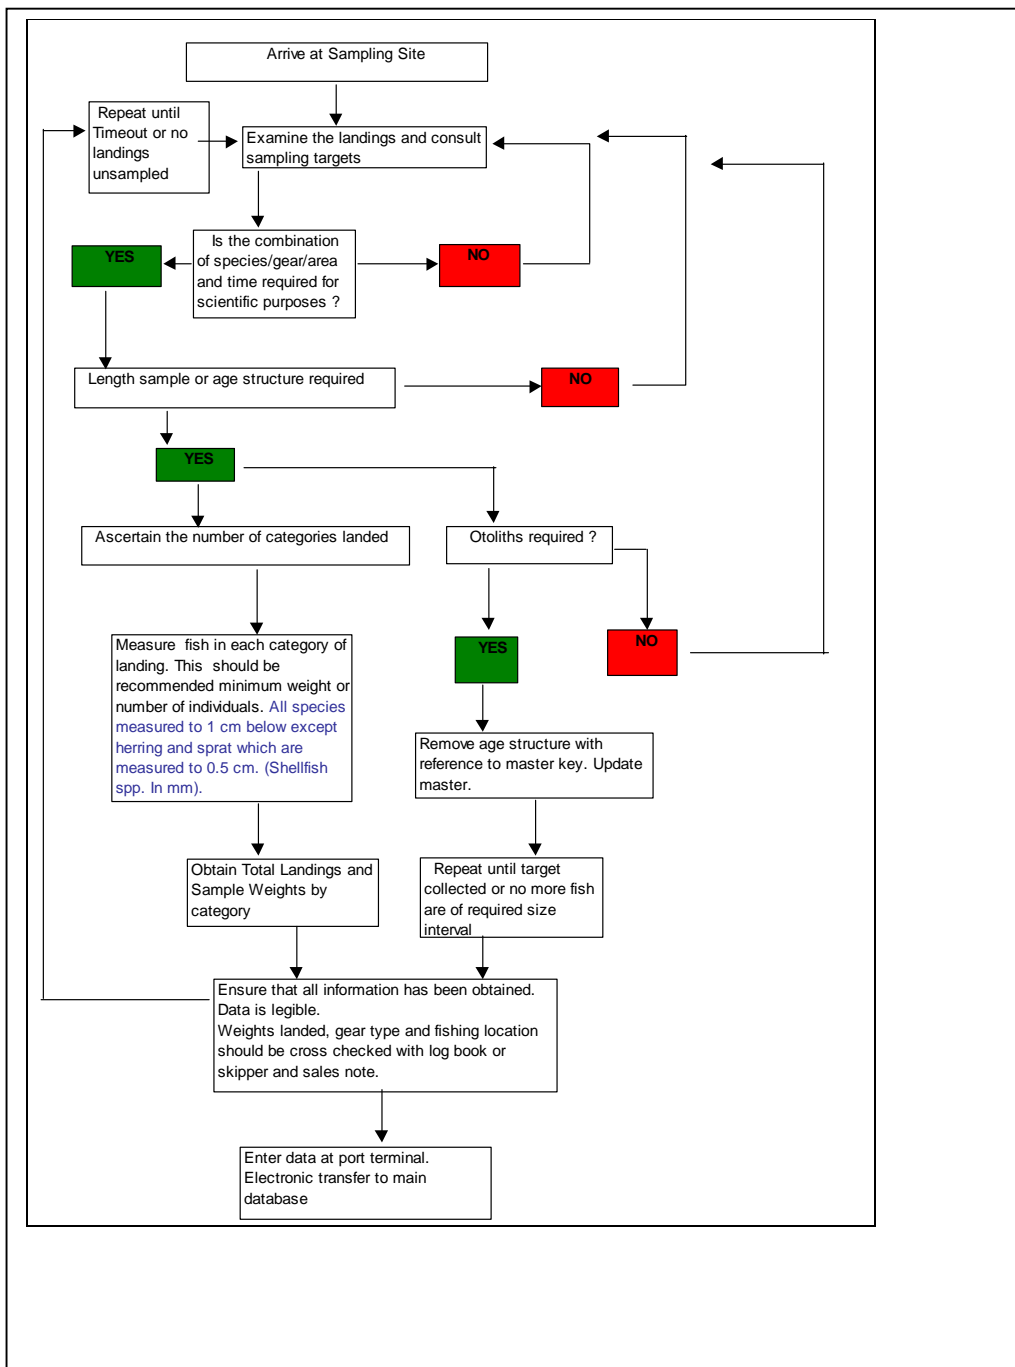 Arrive at Sampling Site
Repeat until
Timeout or no
landings
unsampled
Examine the landings and consult
sampling targets
Is the combination
of species/gear/area
and time required for
scientific purposes ?
YES
NO
Length sample or age structure required
NO
YES
Ascertain the number of categories landed
Otoliths required ?
Measure fish in each category of
landing. This should be
recommended minimum weight or
number of individuals. All species
measured to 1 cm below except
herring and sprat which are
measured to 0.5 cm. (Shellfish
spp. In mm).
YES
NO
Remove age structure with
reference to master key. Update
master.
Obtain Total Landings and
Sample Weights by
category
Repeat until target
collected or no more fish
are of required size
interval
Ensure that all information has been obtained.
Data is legible.
Weights landed, gear type and fishing location
should be cross checked with log book or
skipper and sales note.
Enter data at port terminal.
Electronic transfer to main
database